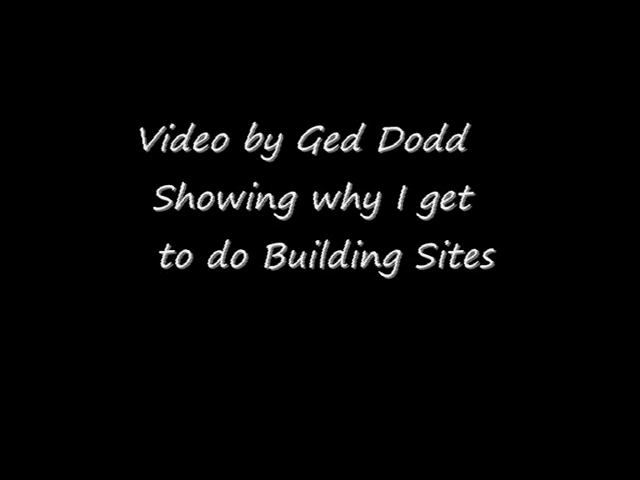 Video by Ged Dodd
Showing why I get
to do Building Sites